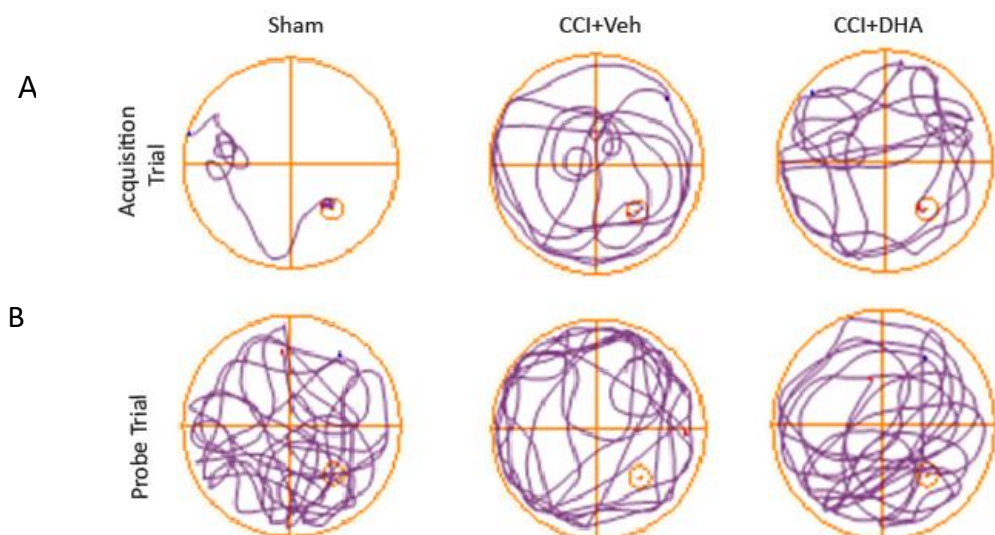 Sham CCI+Veh CCI+DHA
A
Acquisition
Trial
B
Probe Trial